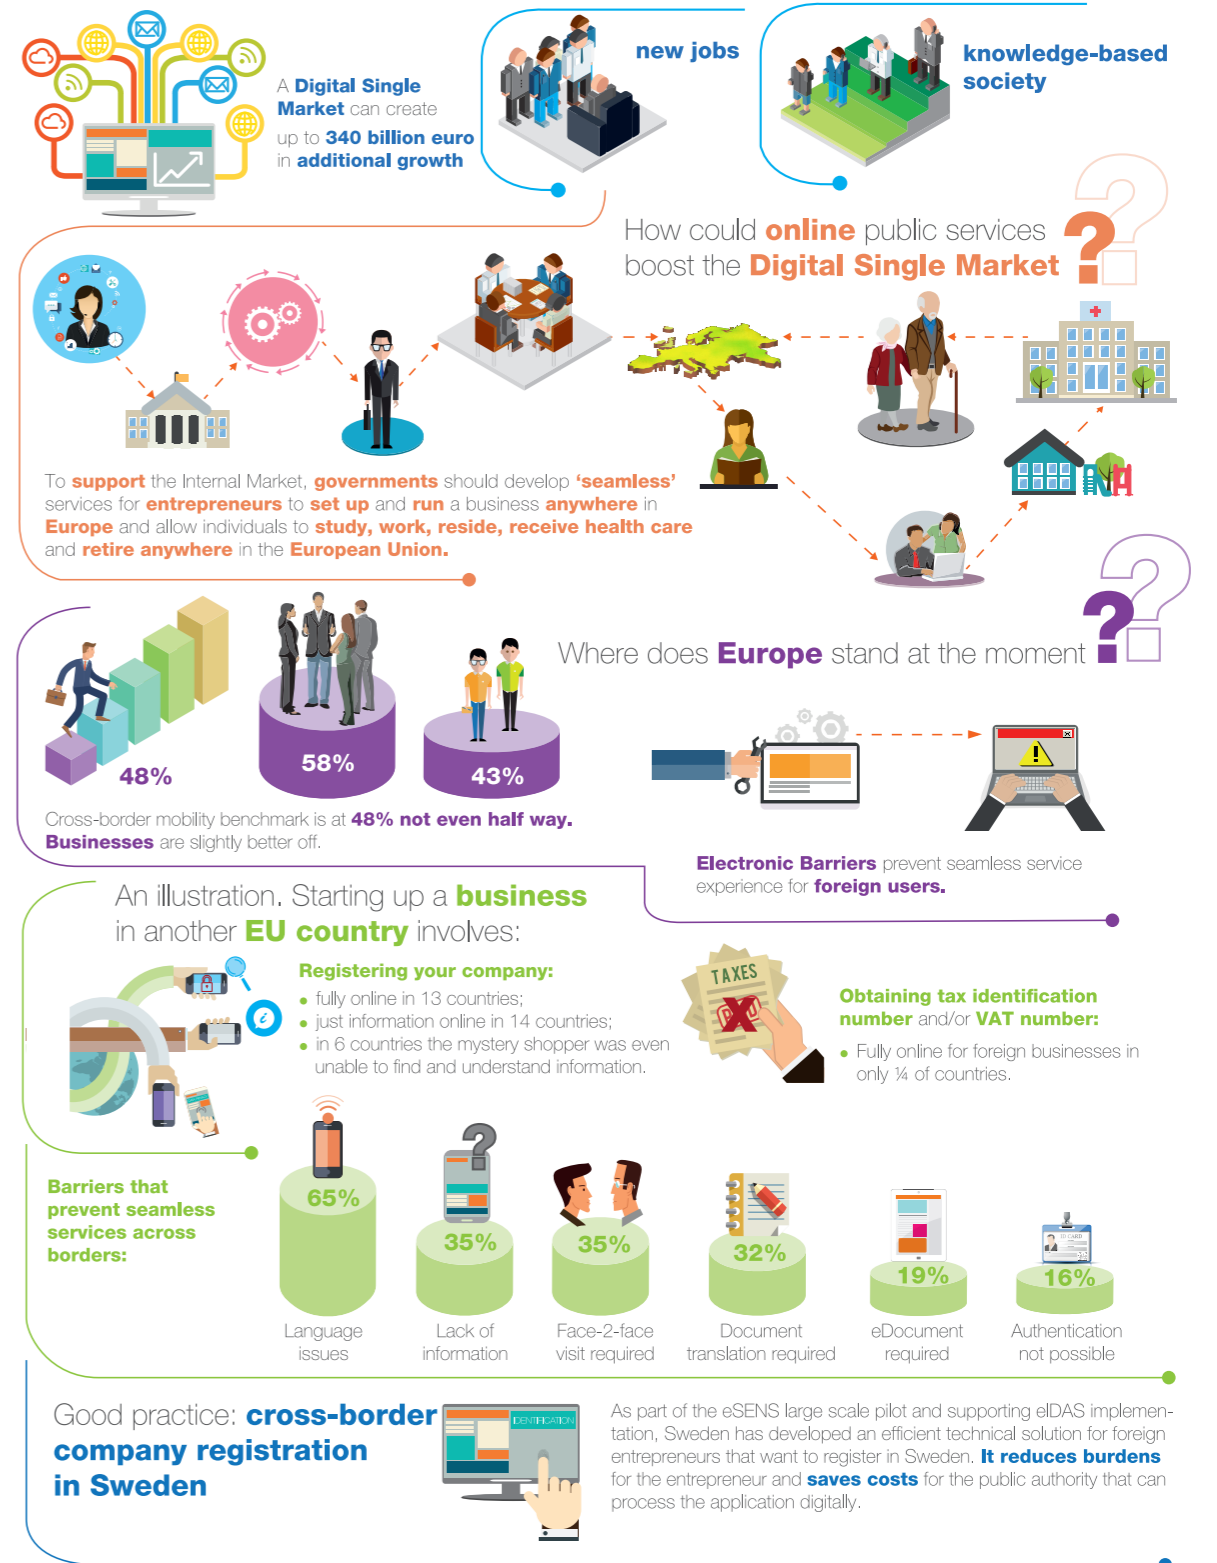 A Digital Single
Market can create
up to 340 billion euro
in additional growth
new jobs
knowledge-based
society
How could online public services
boost the Digital Single Market
??
To support the Internal Market, governments should develop ‘seamless’
services for entrepreneurs to set up and run a business anywhere in
Europe and allow individuals to study, work, reside, receive health care
and retire anywhere in the European Union.
Where does Europe stand at the moment
??
48%
58%
43%
Cross-border mobility benchmark is at 48% not even half way.
Businesses are slightly better off.
Electronic Barriers prevent seamless service
experience for foreign users.
An illustration. Starting up a business
in another EU country involves:
Registering your company:
• fully online in 13 countries;
• just information online in 14 countries;
• in 6 countries the mystery shopper was even
unable to find and understand information.
TAXES
X
Obtaining tax identification
number and/or VAT number:
• Fully online for foreign businesses in
only ¼ of countries.
Barriers that
prevent seamless
services across
borders:
65%
35%
35%
32%
19%
ID CARD
16%
Language
issues
Lack of
information
Face-2-face
visit required
Document
translation required
eDocument
required
Authentication
not possible
Good practice: cross-border
company registration
in Sweden
IDENTIFICATION
As part of the eSENS large scale pilot and supporting eIDAS implemen-
tation, Sweden has developed an efficient technical solution for foreign
entrepreneurs that want to register in Sweden. It reduces burdens
for the entrepreneur and saves costs for the public authority that can
process the application digitally.